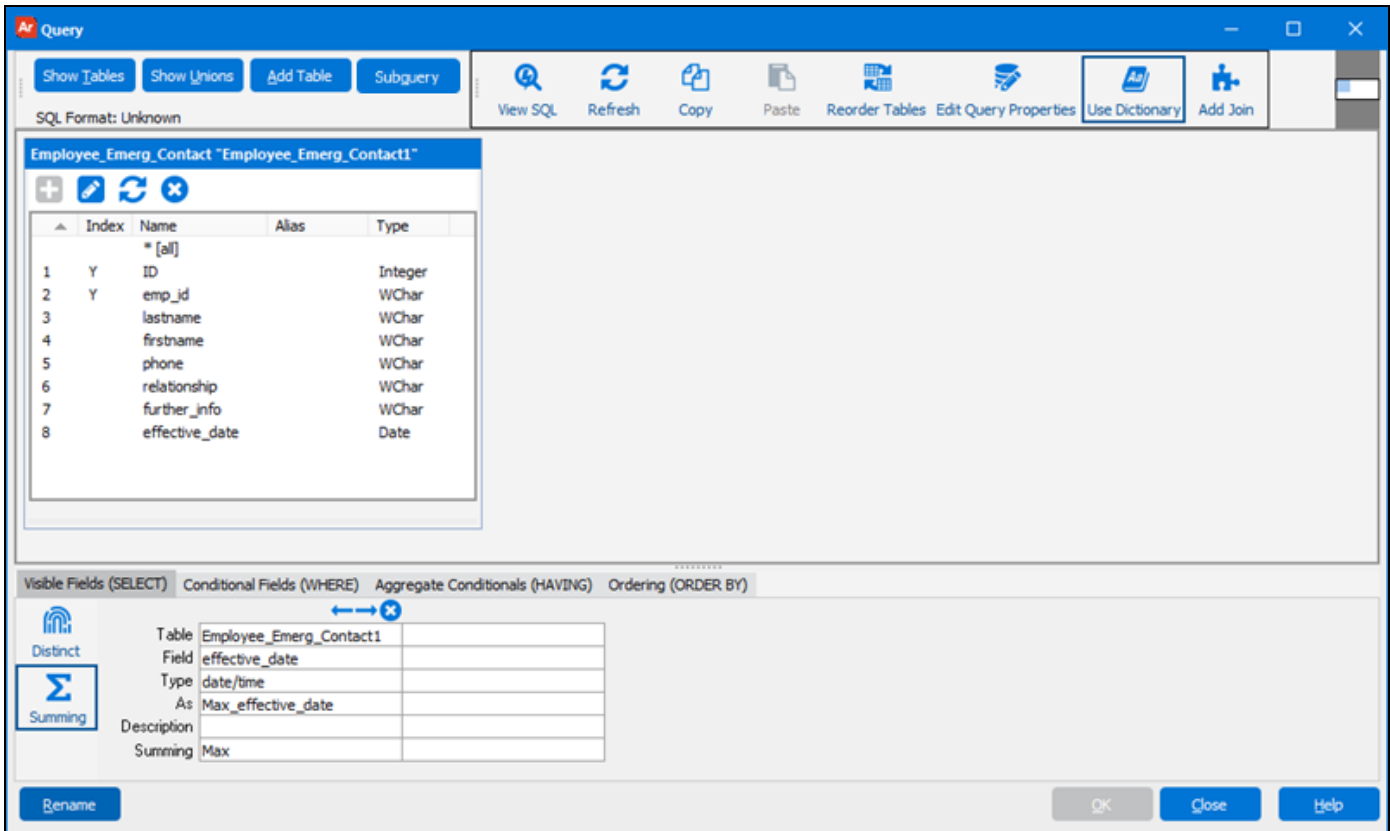 Ar Query
Show Tables Show Unions Add Table Subquery
View SQL Refresh Copy Paste Reorder Tables Edit Query Properties Use Dictionary Add Join
SQL Format: Unknown
Employee_Emerg_Contact "Employee_Emerg_Contact1"
Index Name Alias Type
* [all]
1 Y ID Integer
2 Y emp_id WChar
3 lastname WChar
4 firstname WChar
5 phone WChar
6 relationship WChar
7 further_info WChar
8 effective_date Date
Visible Fields (SELECT) Conditional Fields (WHERE) Aggregate Conditionals (HAVING) Ordering (ORDER BY)
Distinct
Summing
Table Employee_Emerg_Contact1
Field effective_date
Type date/time
As Max_effective_date
Description
Summing Max
Rename OK Close Help